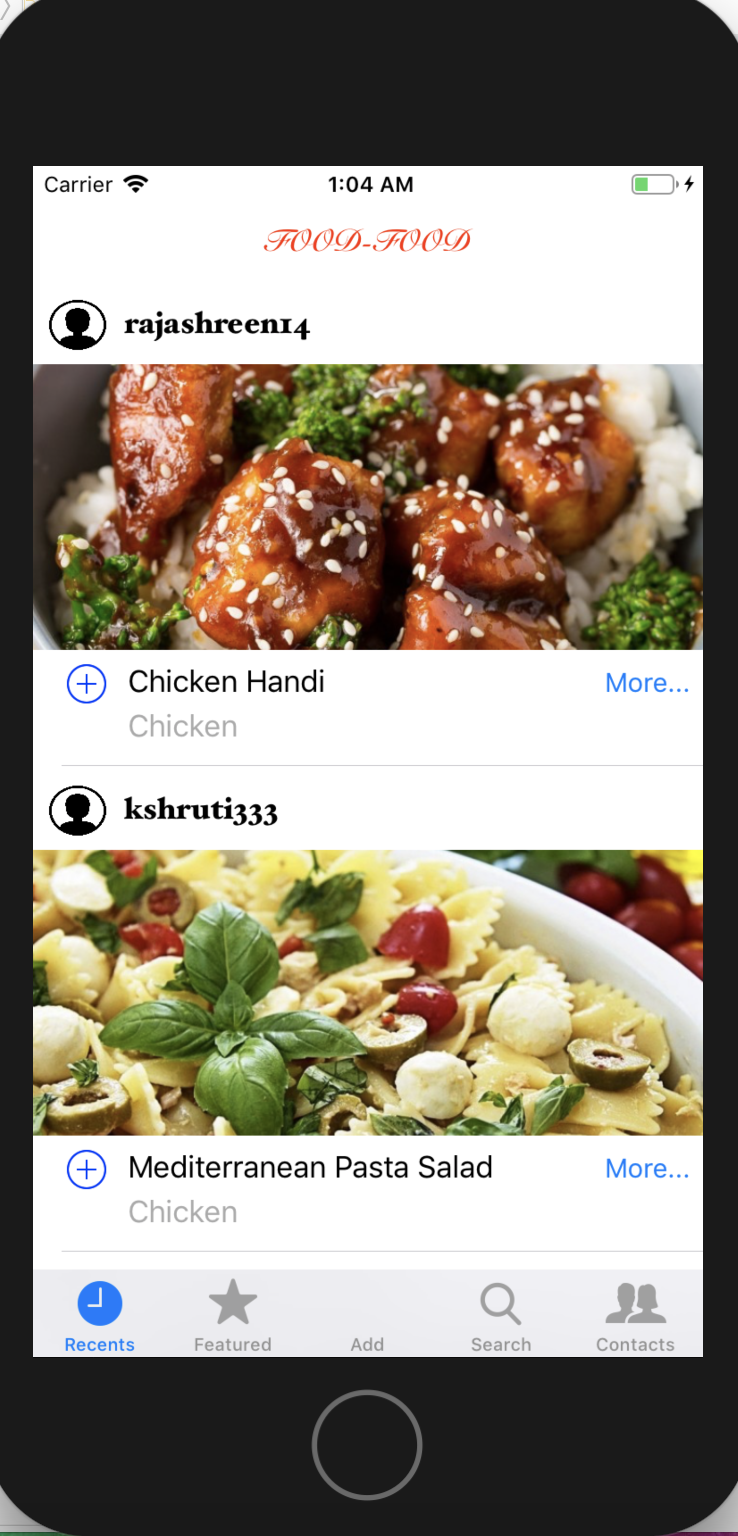 Carrier 1:04 AM
FOOD-FOOD
rajashreen14
Chicken Handi More...
Chicken
kshruti333
Mediterranean Pasta Salad More...
Chicken
Recents Featured Add Search Contacts